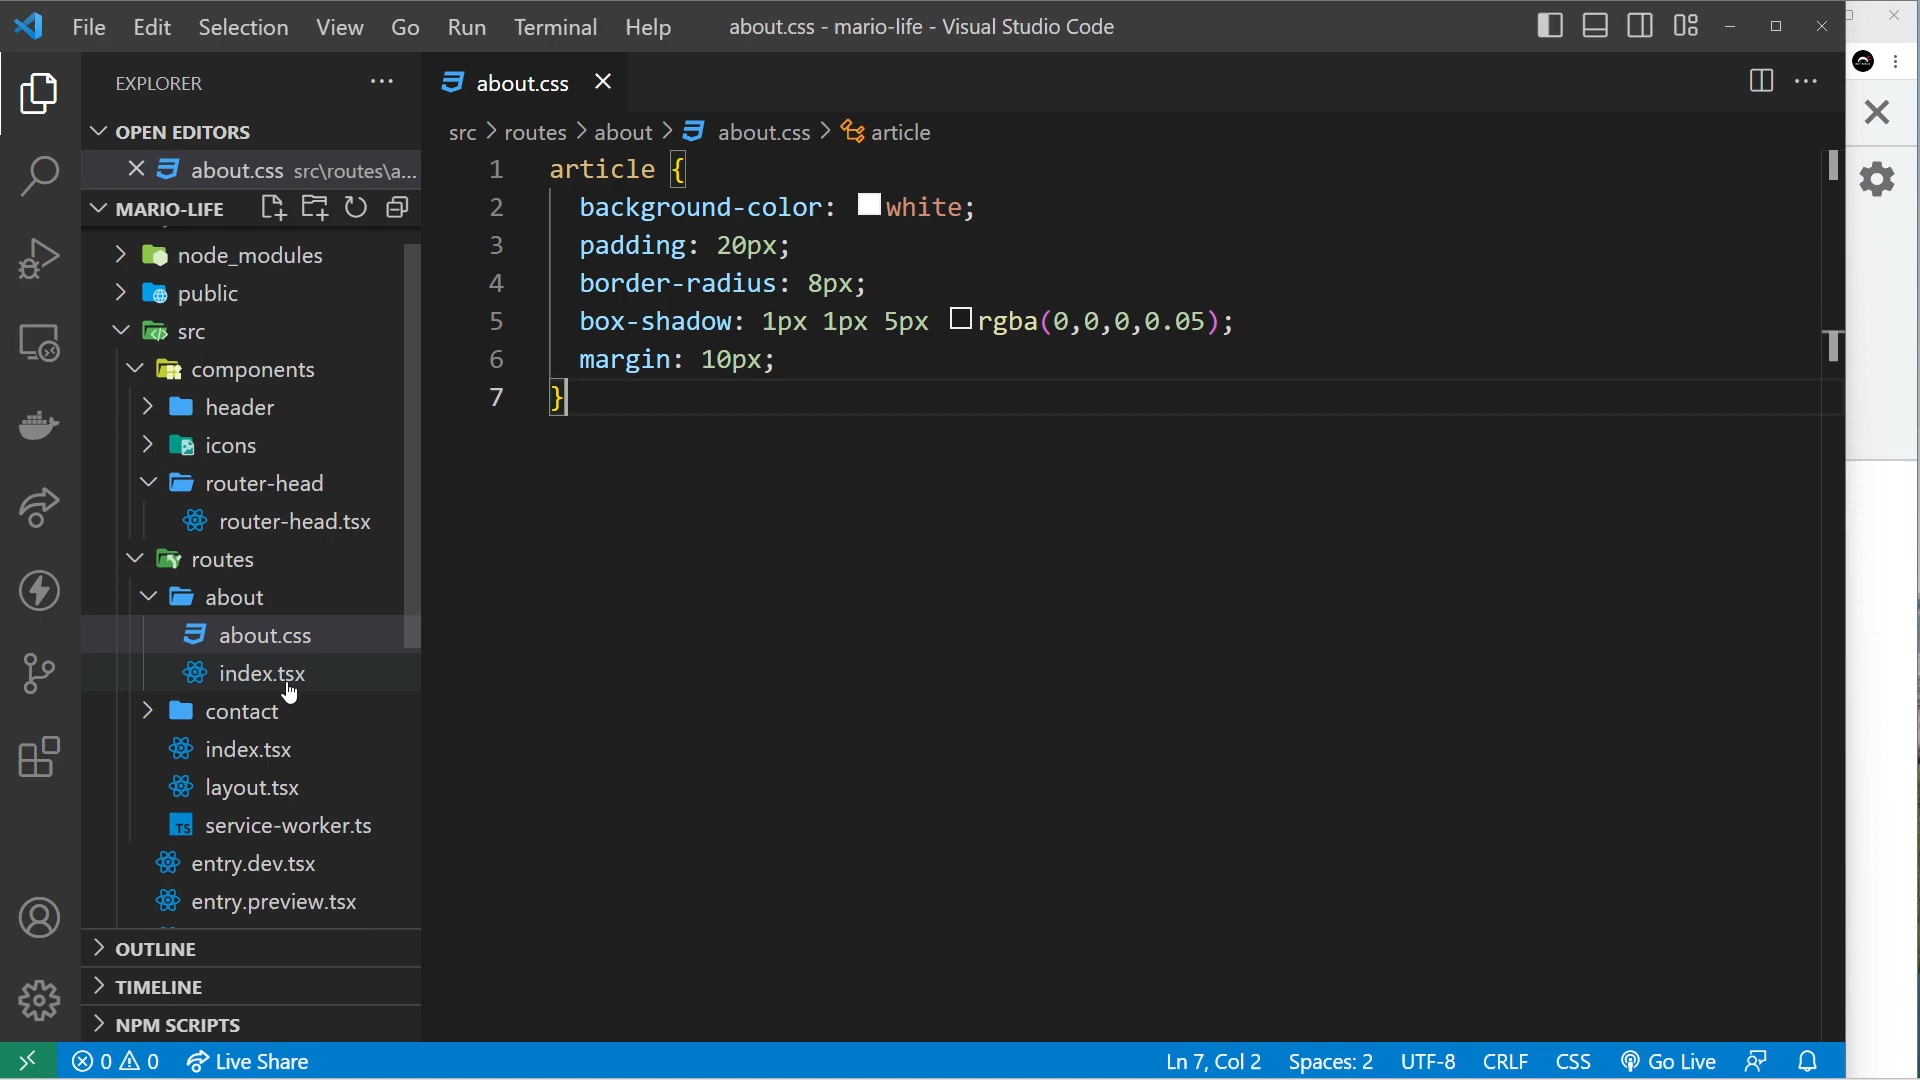 File Edit Selection View Go Run Terminal Help about.css - mario-life - Visual Studio Code
EXPLORER
OPEN EDITORS
about.css src\routes\a...
MARIO-LIFE
node_modules
public
src
components
header
icons
router-head
router-head.tsx
routes
about
about.css
index.tsx
contact
index.tsx
layout.tsx
service-worker.ts
entry.dev.tsx
entry.preview.tsx
OUTLINE
TIMELINE
NPM SCRIPTS
about.css
src > routes > about > about.css > article
1 article {
2 background-color: white;
3 padding: 20px;
4 border-radius: 8px;
5 box-shadow: 1px 1px 5px rgba(0,0,0,0.05);
6 margin: 10px;
7 }
0 0 Live Share Ln 7, Col 2 Spaces: 2 UTF-8 CRLF CSS Go Live